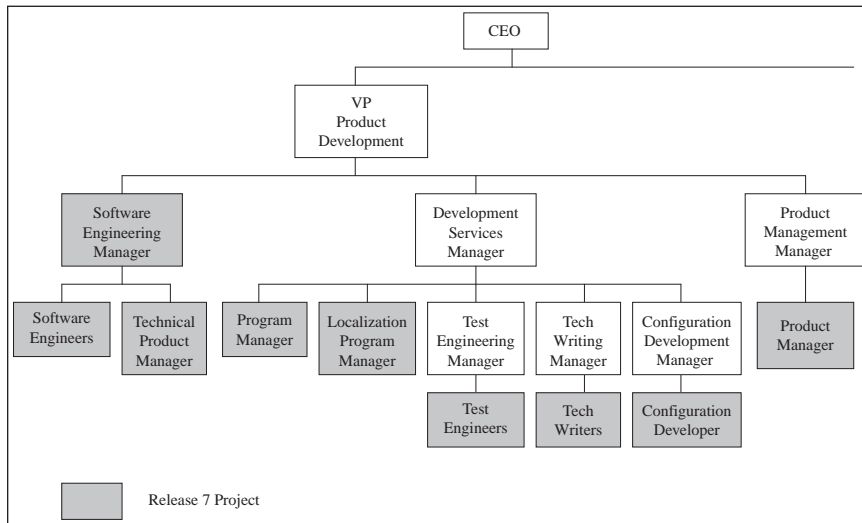 CEO
VP
Product
Development
Software
Engineering
Manager
Development
Services
Manager
Product
Management
Manager
Software
Engineers
Technical
Product
Manager
Program
Manager
Localization
Program
Manager
Test
Engineering
Manager
Tech
Writing
Manager
Configuration
Development
Manager
Product
Manager
Test
Engineers
Tech
Writers
Configuration
Developer
Release 7 Project